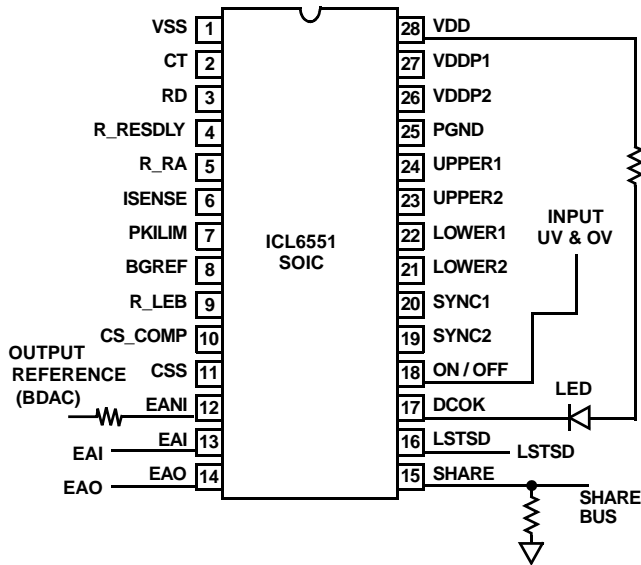 VSS 1
CT 2
RD 3
R_RESDLY 4
R_RA 5
ISENSE 6
PKILIM 7
BGREF 8
R_LEB 9
CS_COMP 10
CSS 11
EANI 12
EAI 13
EAO 14
OUTPUT
REFERENCE
(BDAC)
EAI
EAO
ICL6551
SOIC
28 VDD
27 VDDP1
26 VDDP2
25 PGND
24 UPPER1
23 UPPER2
22 LOWER1
21 LOWER2
20 SYNC1
19 SYNC2
18 ON / OFF
17 DCOK
16 LSTSD
15 SHARE
INPUT
UV & OV
LED
LSTSD
SHARE
BUS